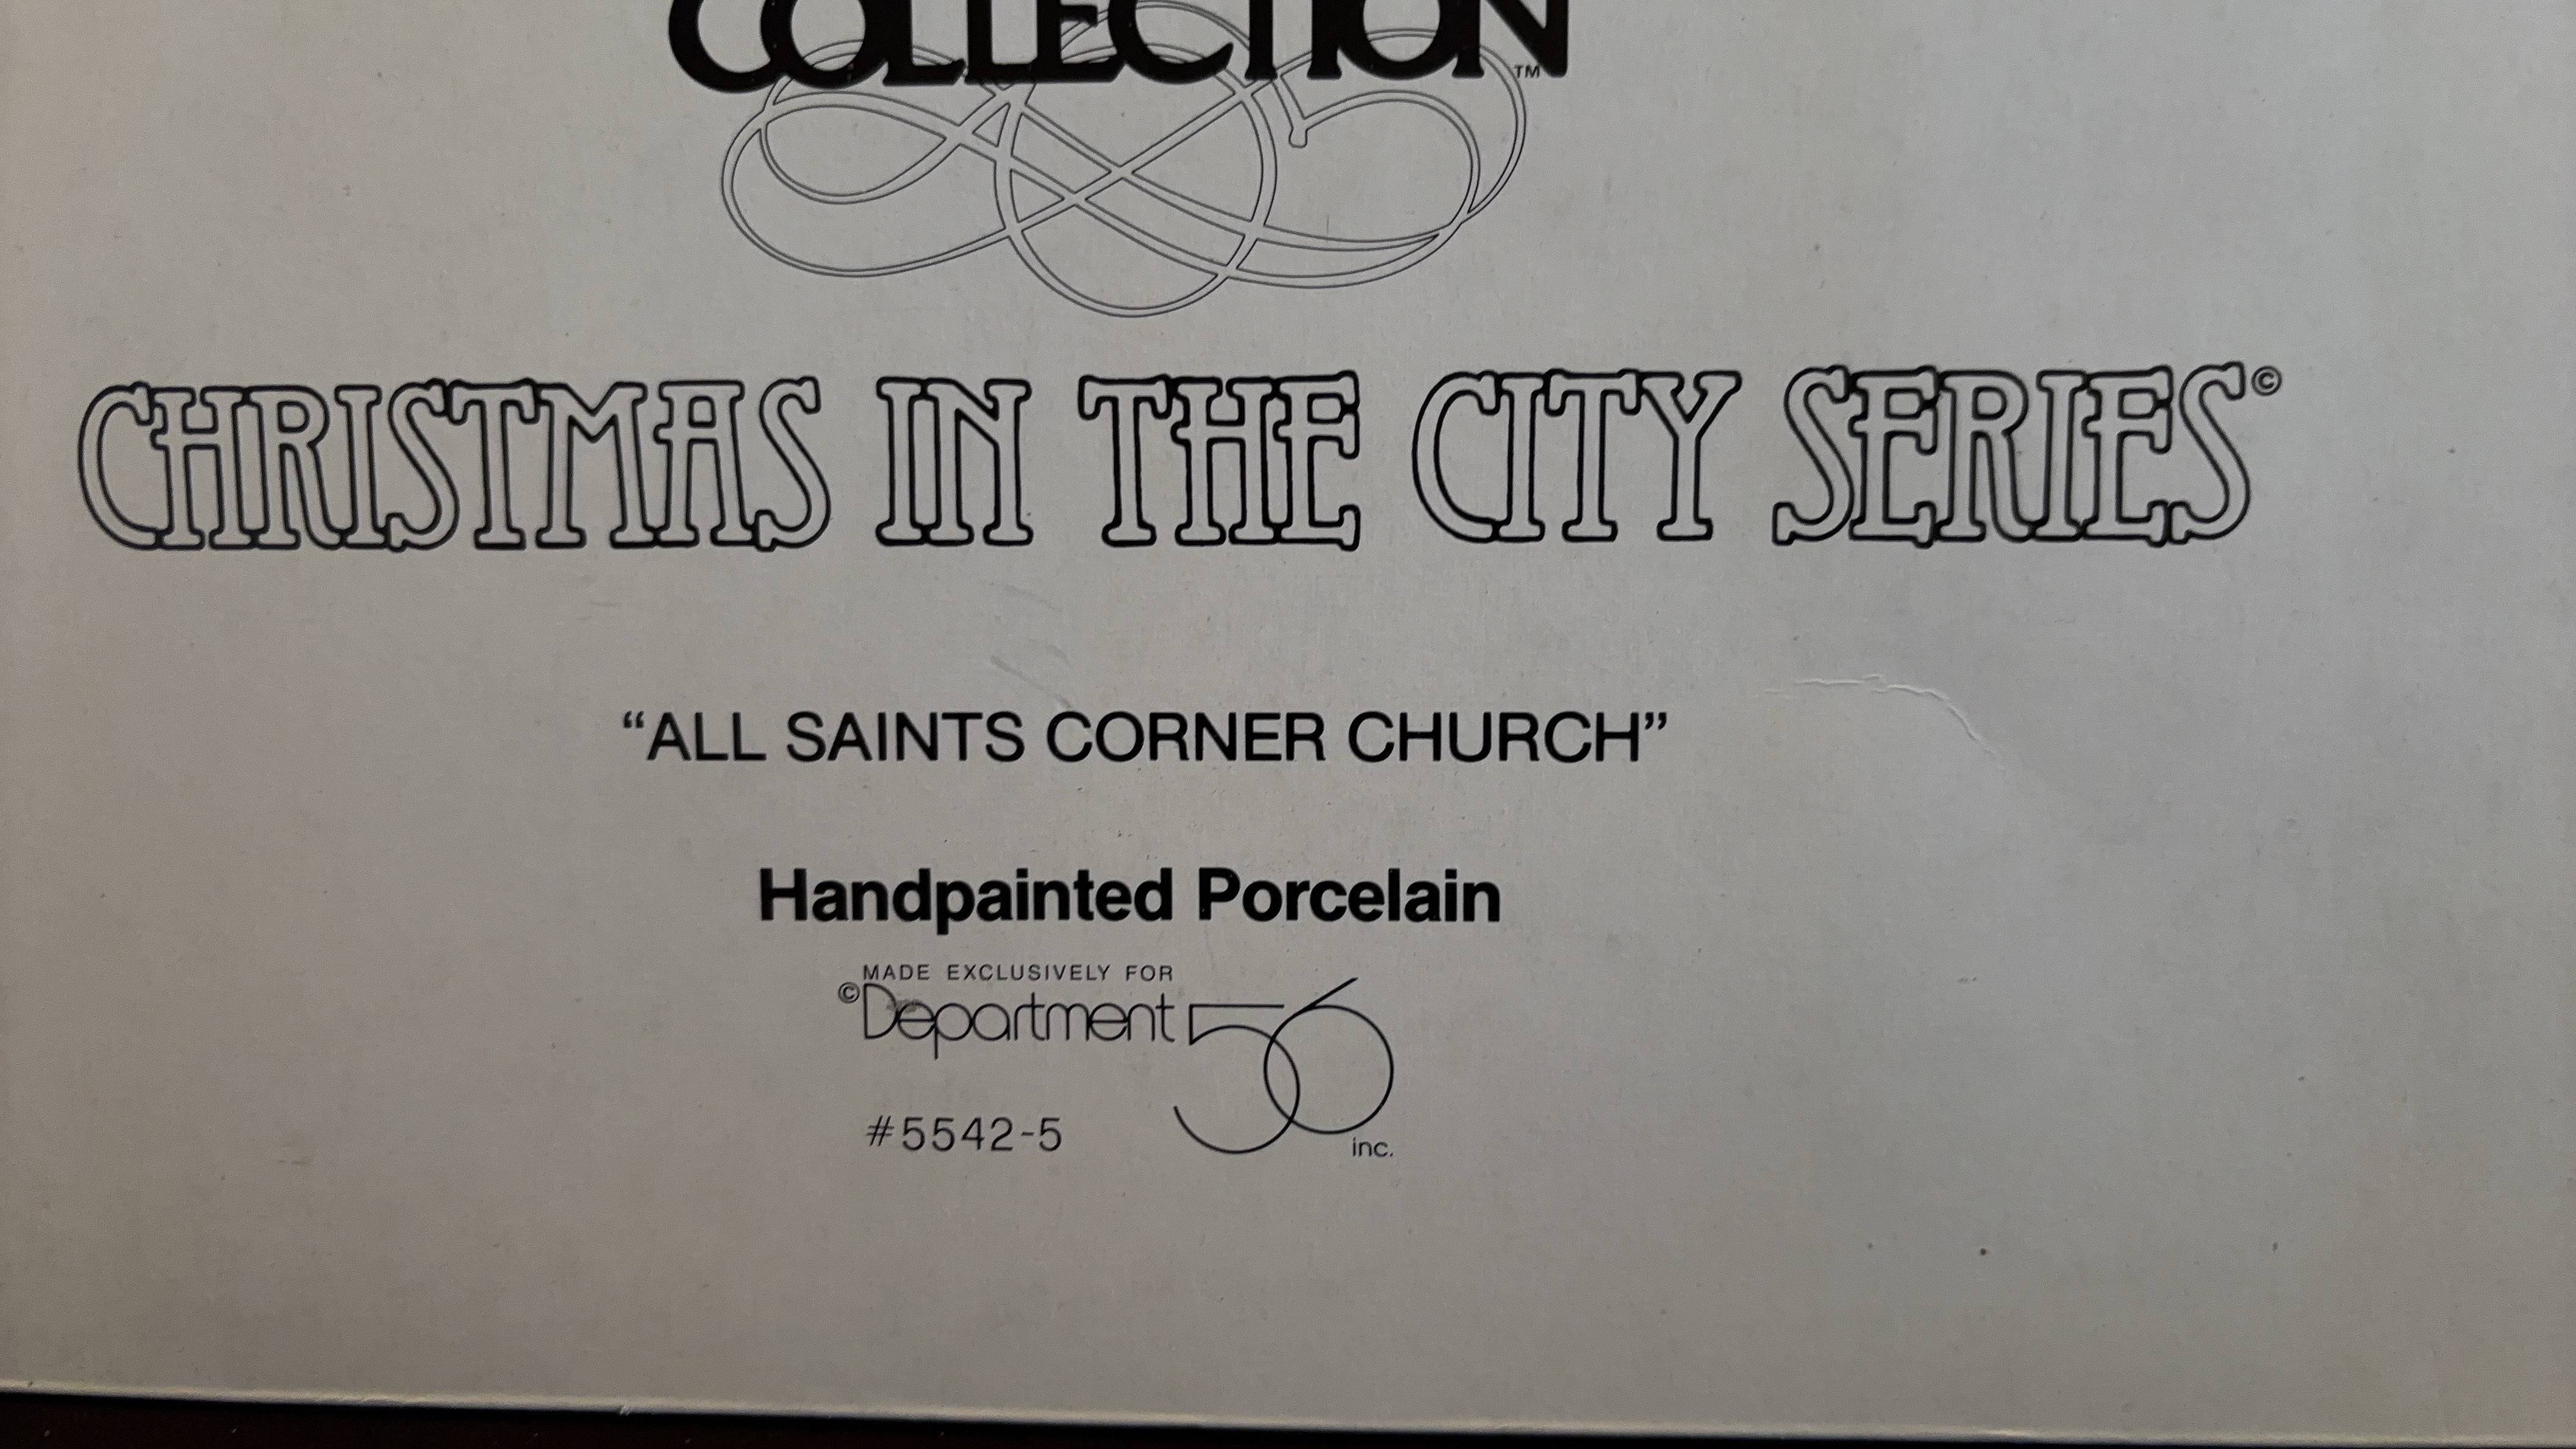 COLLECTION™
CHRISTMAS IN THE CITY SERIES©
“ALL SAINTS CORNER CHURCH”
Handpainted Porcelain
MADE EXCLUSIVELY FOR
©Department 56
#5542-5
inc.